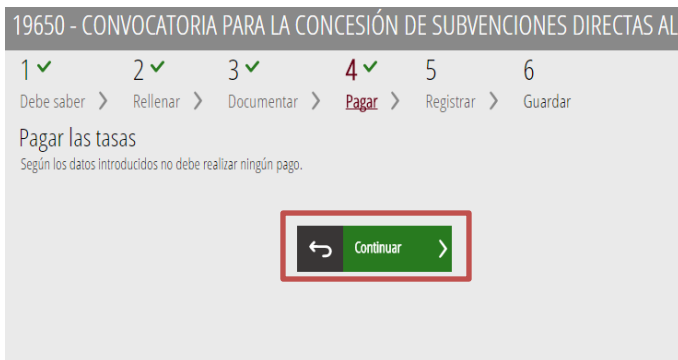 19650 - CONVOCATORIA PARA LA CONCESIÓN DE SUBVENCIONES DIRECTAS AL
1 2 3 4 5 6
Debe saber Rellenar Documentar Pagar Registrar Guardar
Pagar las tasas
Según los datos introducidos no debe realizar ningún pago.
Continuar